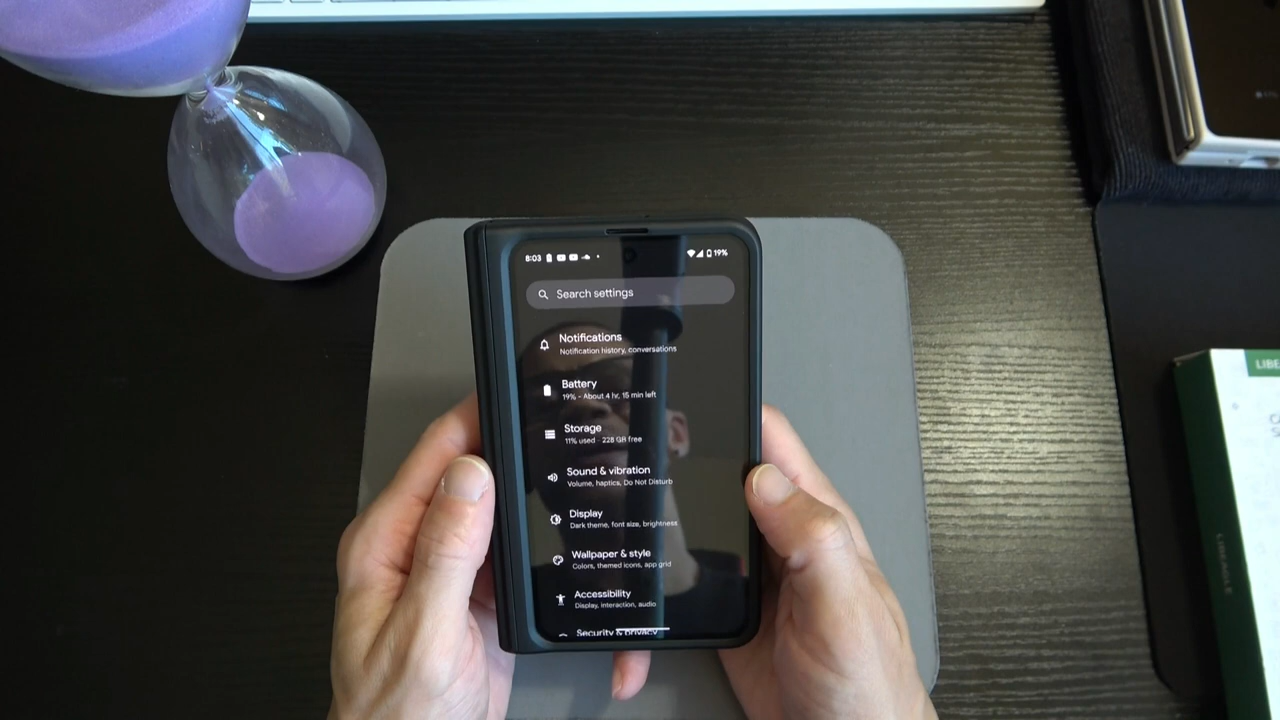 8:03
19%
Search settings
Notifications
Notification history, conversations
Battery
19% - About 4 hr, 15 min left
Storage
11% used - 228 GB free
Sound & vibration
Volume, haptics, Do Not Disturb
Display
Dark theme, font size, brightness
Wallpaper & style
Colors, themed icons, app grid
Accessibility
Display, interaction, audio
Security & privacy
LIBE